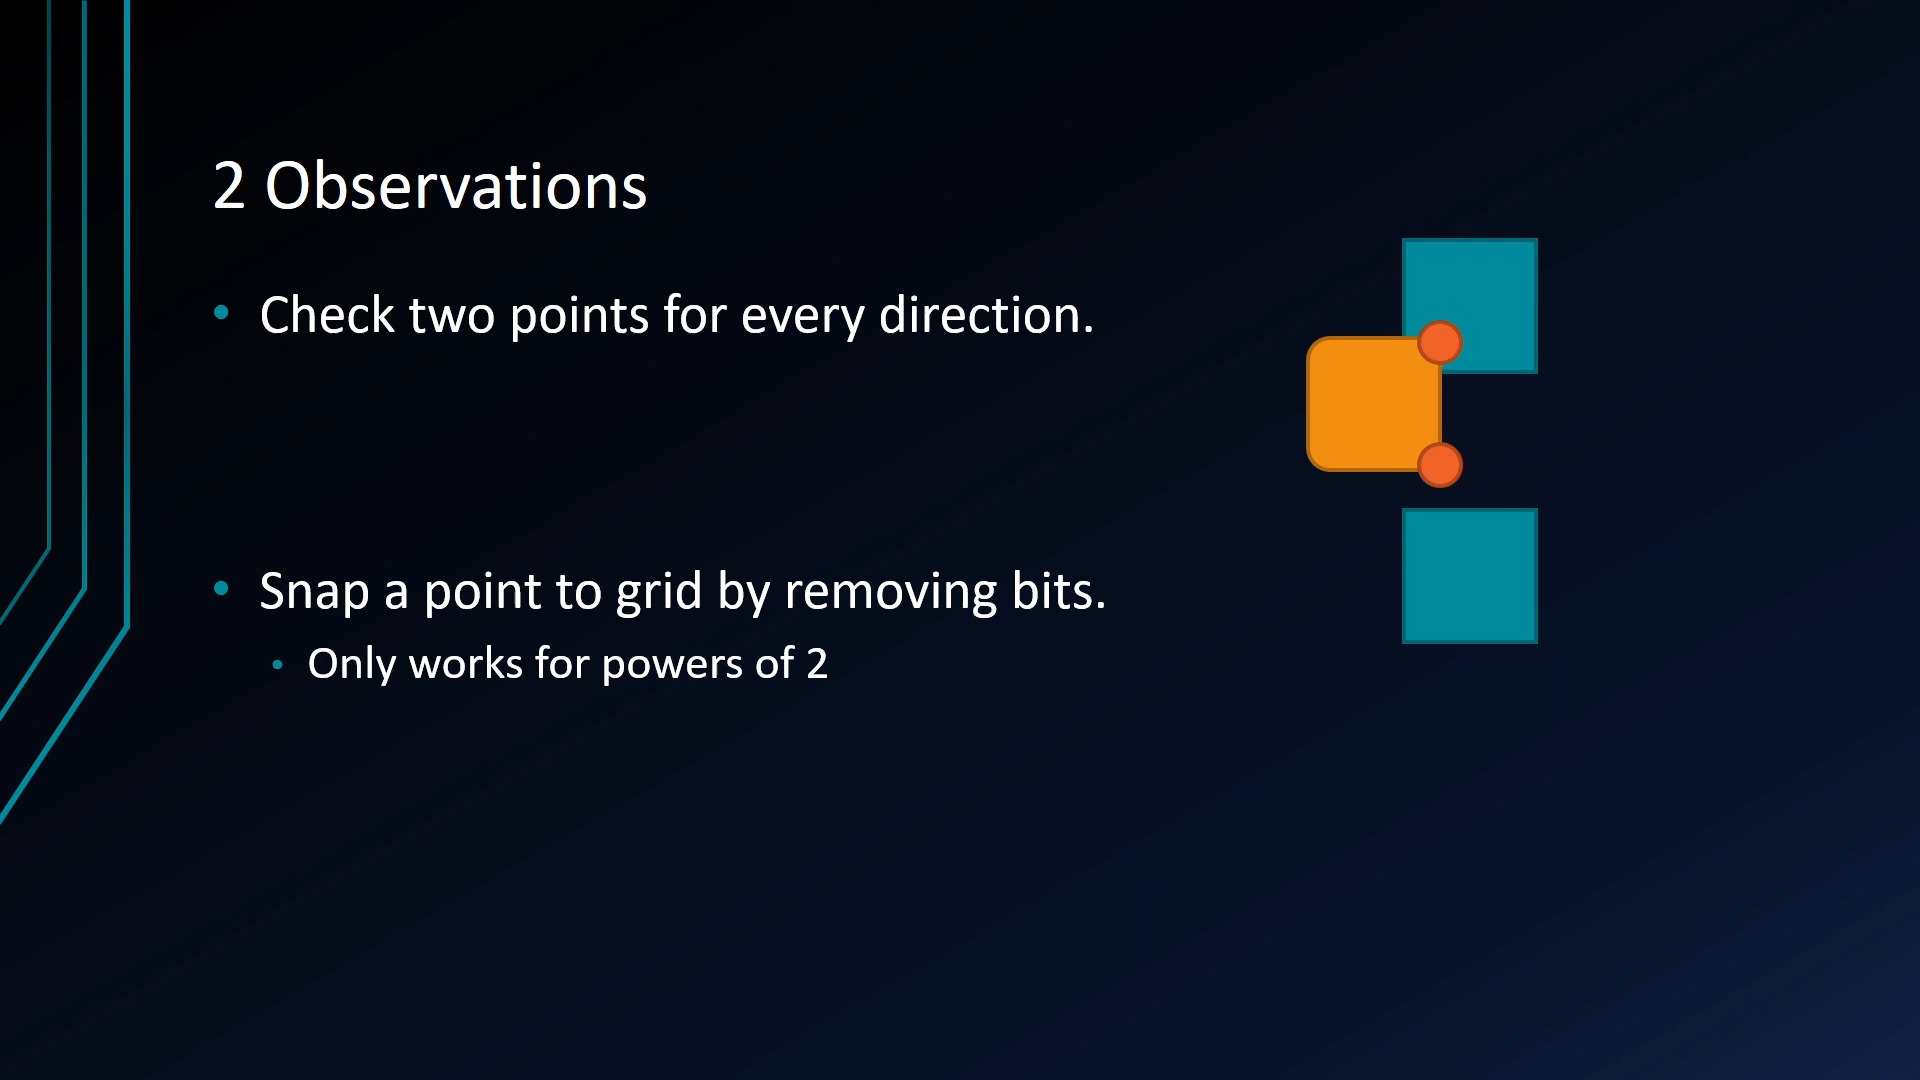 2 Observations
• Check two points for every direction.
• Snap a point to grid by removing bits.
• Only works for powers of 2